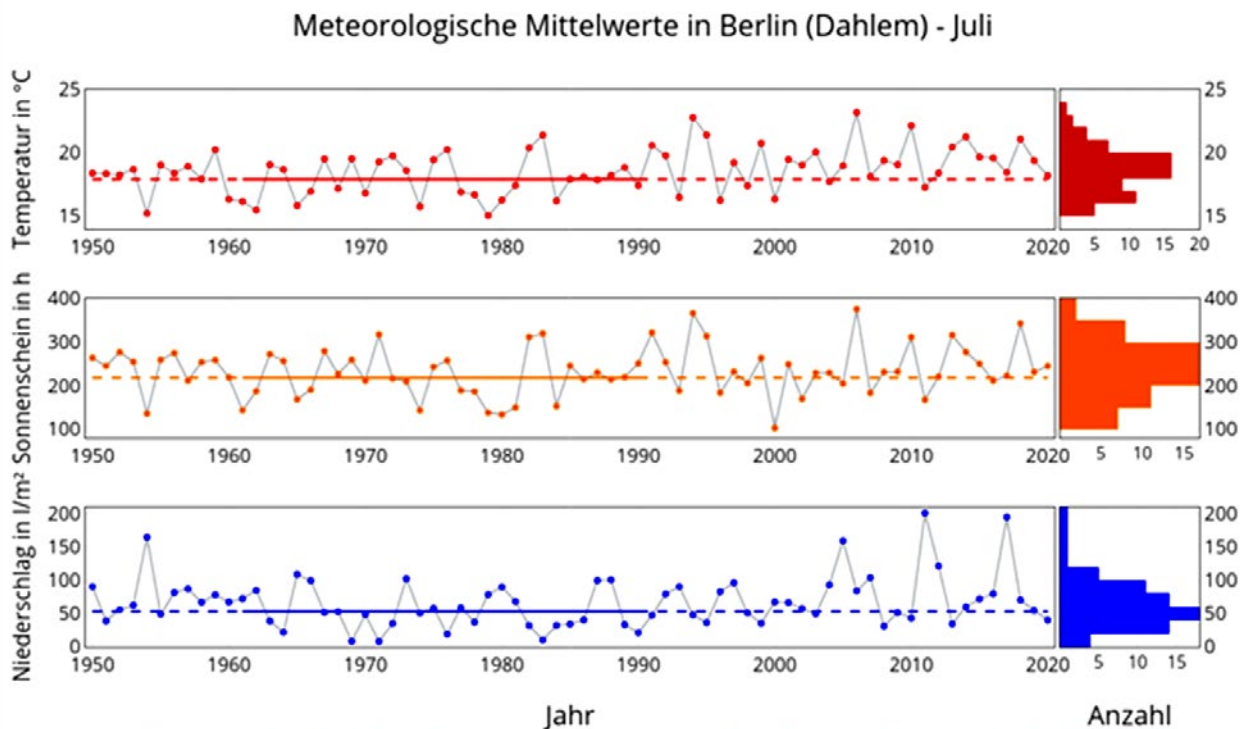 Meteorologische Mittelwerte in Berlin (Dahlem) - Juli
Temperatur in °C
25
20
15
1950 1960 1970 1980 1990 2000 2010 2020
25
20
15
5 10 15 20
Sonnenschein in h
400
300
200
100
1950 1960 1970 1980 1990 2000 2010 2020
400
300
200
100
5 10 15
Niederschlag in l/m²
200
150
100
50
0
1950 1960 1970 1980 1990 2000 2010 2020
200
150
100
50
0
5 10 15
Jahr
Anzahl